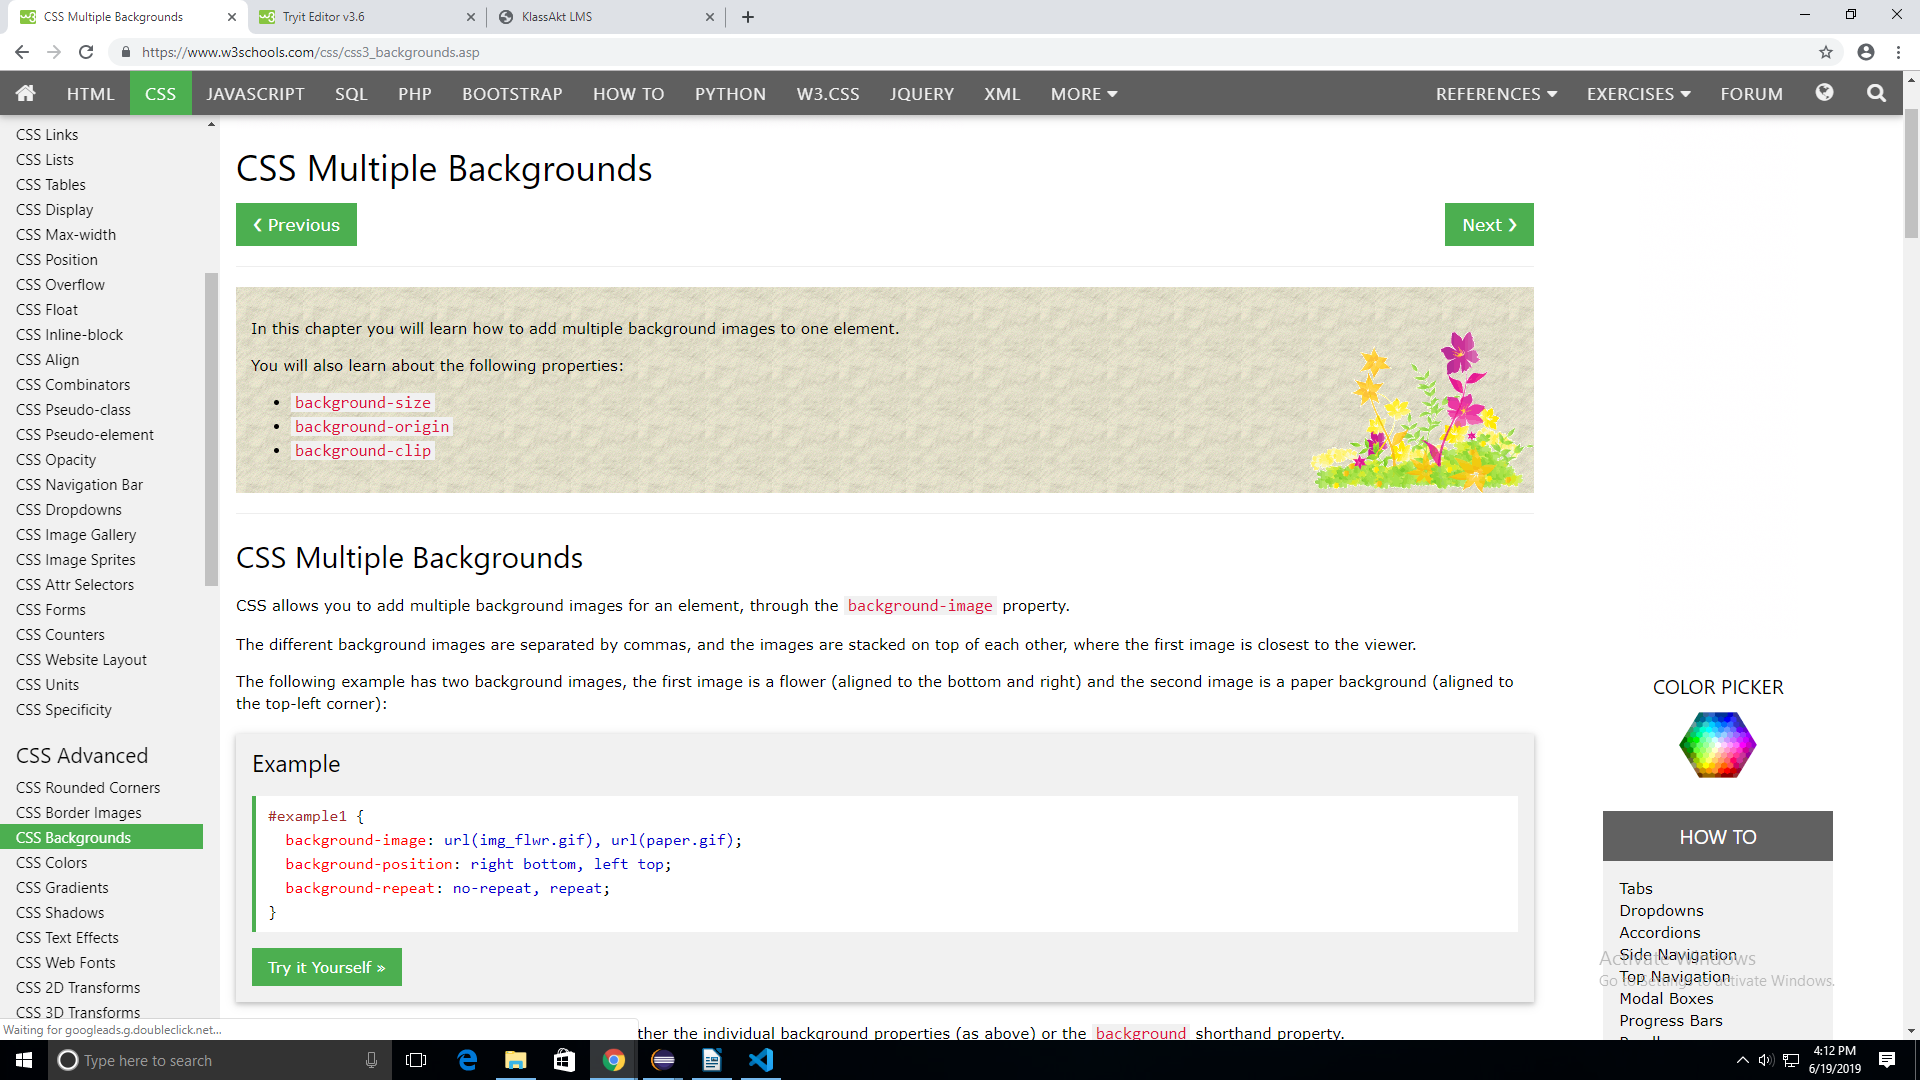 CSS Multiple Backgrounds
Tryit Editor v3.6
KlassAkt LMS
https://www.w3schools.com/css/css3_backgrounds.asp
HTML CSS JAVASCRIPT SQL PHP BOOTSTRAP HOW TO PYTHON W3.CSS JQUERY XML MORE REFERENCES EXERCISES FORUM
CSS Links
CSS Lists
CSS Tables
CSS Display
CSS Max-width
CSS Position
CSS Overflow
CSS Float
CSS Inline-block
CSS Align
CSS Combinators
CSS Pseudo-class
CSS Pseudo-element
CSS Opacity
CSS Navigation Bar
CSS Dropdowns
CSS Image Gallery
CSS Image Sprites
CSS Attr Selectors
CSS Forms
CSS Counters
CSS Website Layout
CSS Units
CSS Specificity
CSS Advanced
CSS Rounded Corners
CSS Border Images
CSS Backgrounds
CSS Colors
CSS Gradients
CSS Shadows
CSS Text Effects
CSS Web Fonts
CSS 2D Transforms
CSS 3D Transforms
Waiting for googleads.g.doubleclick.net...
CSS Multiple Backgrounds
❮ Previous
Next ❯
In this chapter you will learn how to add multiple background images to one element.
You will also learn about the following properties:
• background-size
• background-origin
• background-clip
CSS Multiple Backgrounds
CSS allows you to add multiple background images for an element, through the background-image property.
The different background images are separated by commas, and the images are stacked on top of each other, where the first image is closest to the viewer.
The following example has two background images, the first image is a flower (aligned to the bottom and right) and the second image is a paper background (aligned to
the top-left corner):
Example
#example1 {
background-image: url(img_flwr.gif), url(paper.gif);
background-position: right bottom, left top;
background-repeat: no-repeat, repeat;
}
Try it Yourself »
ther the individual background properties (as above) or the background shorthand property.
COLOR PICKER
HOW TO
Tabs
Dropdowns
Accordions
Side Navigation
Top Navigation
Modal Boxes
Progress Bars
Activate Windows
Go to Settings to activate Windows.
Type here to search
4:12 PM
6/19/2019